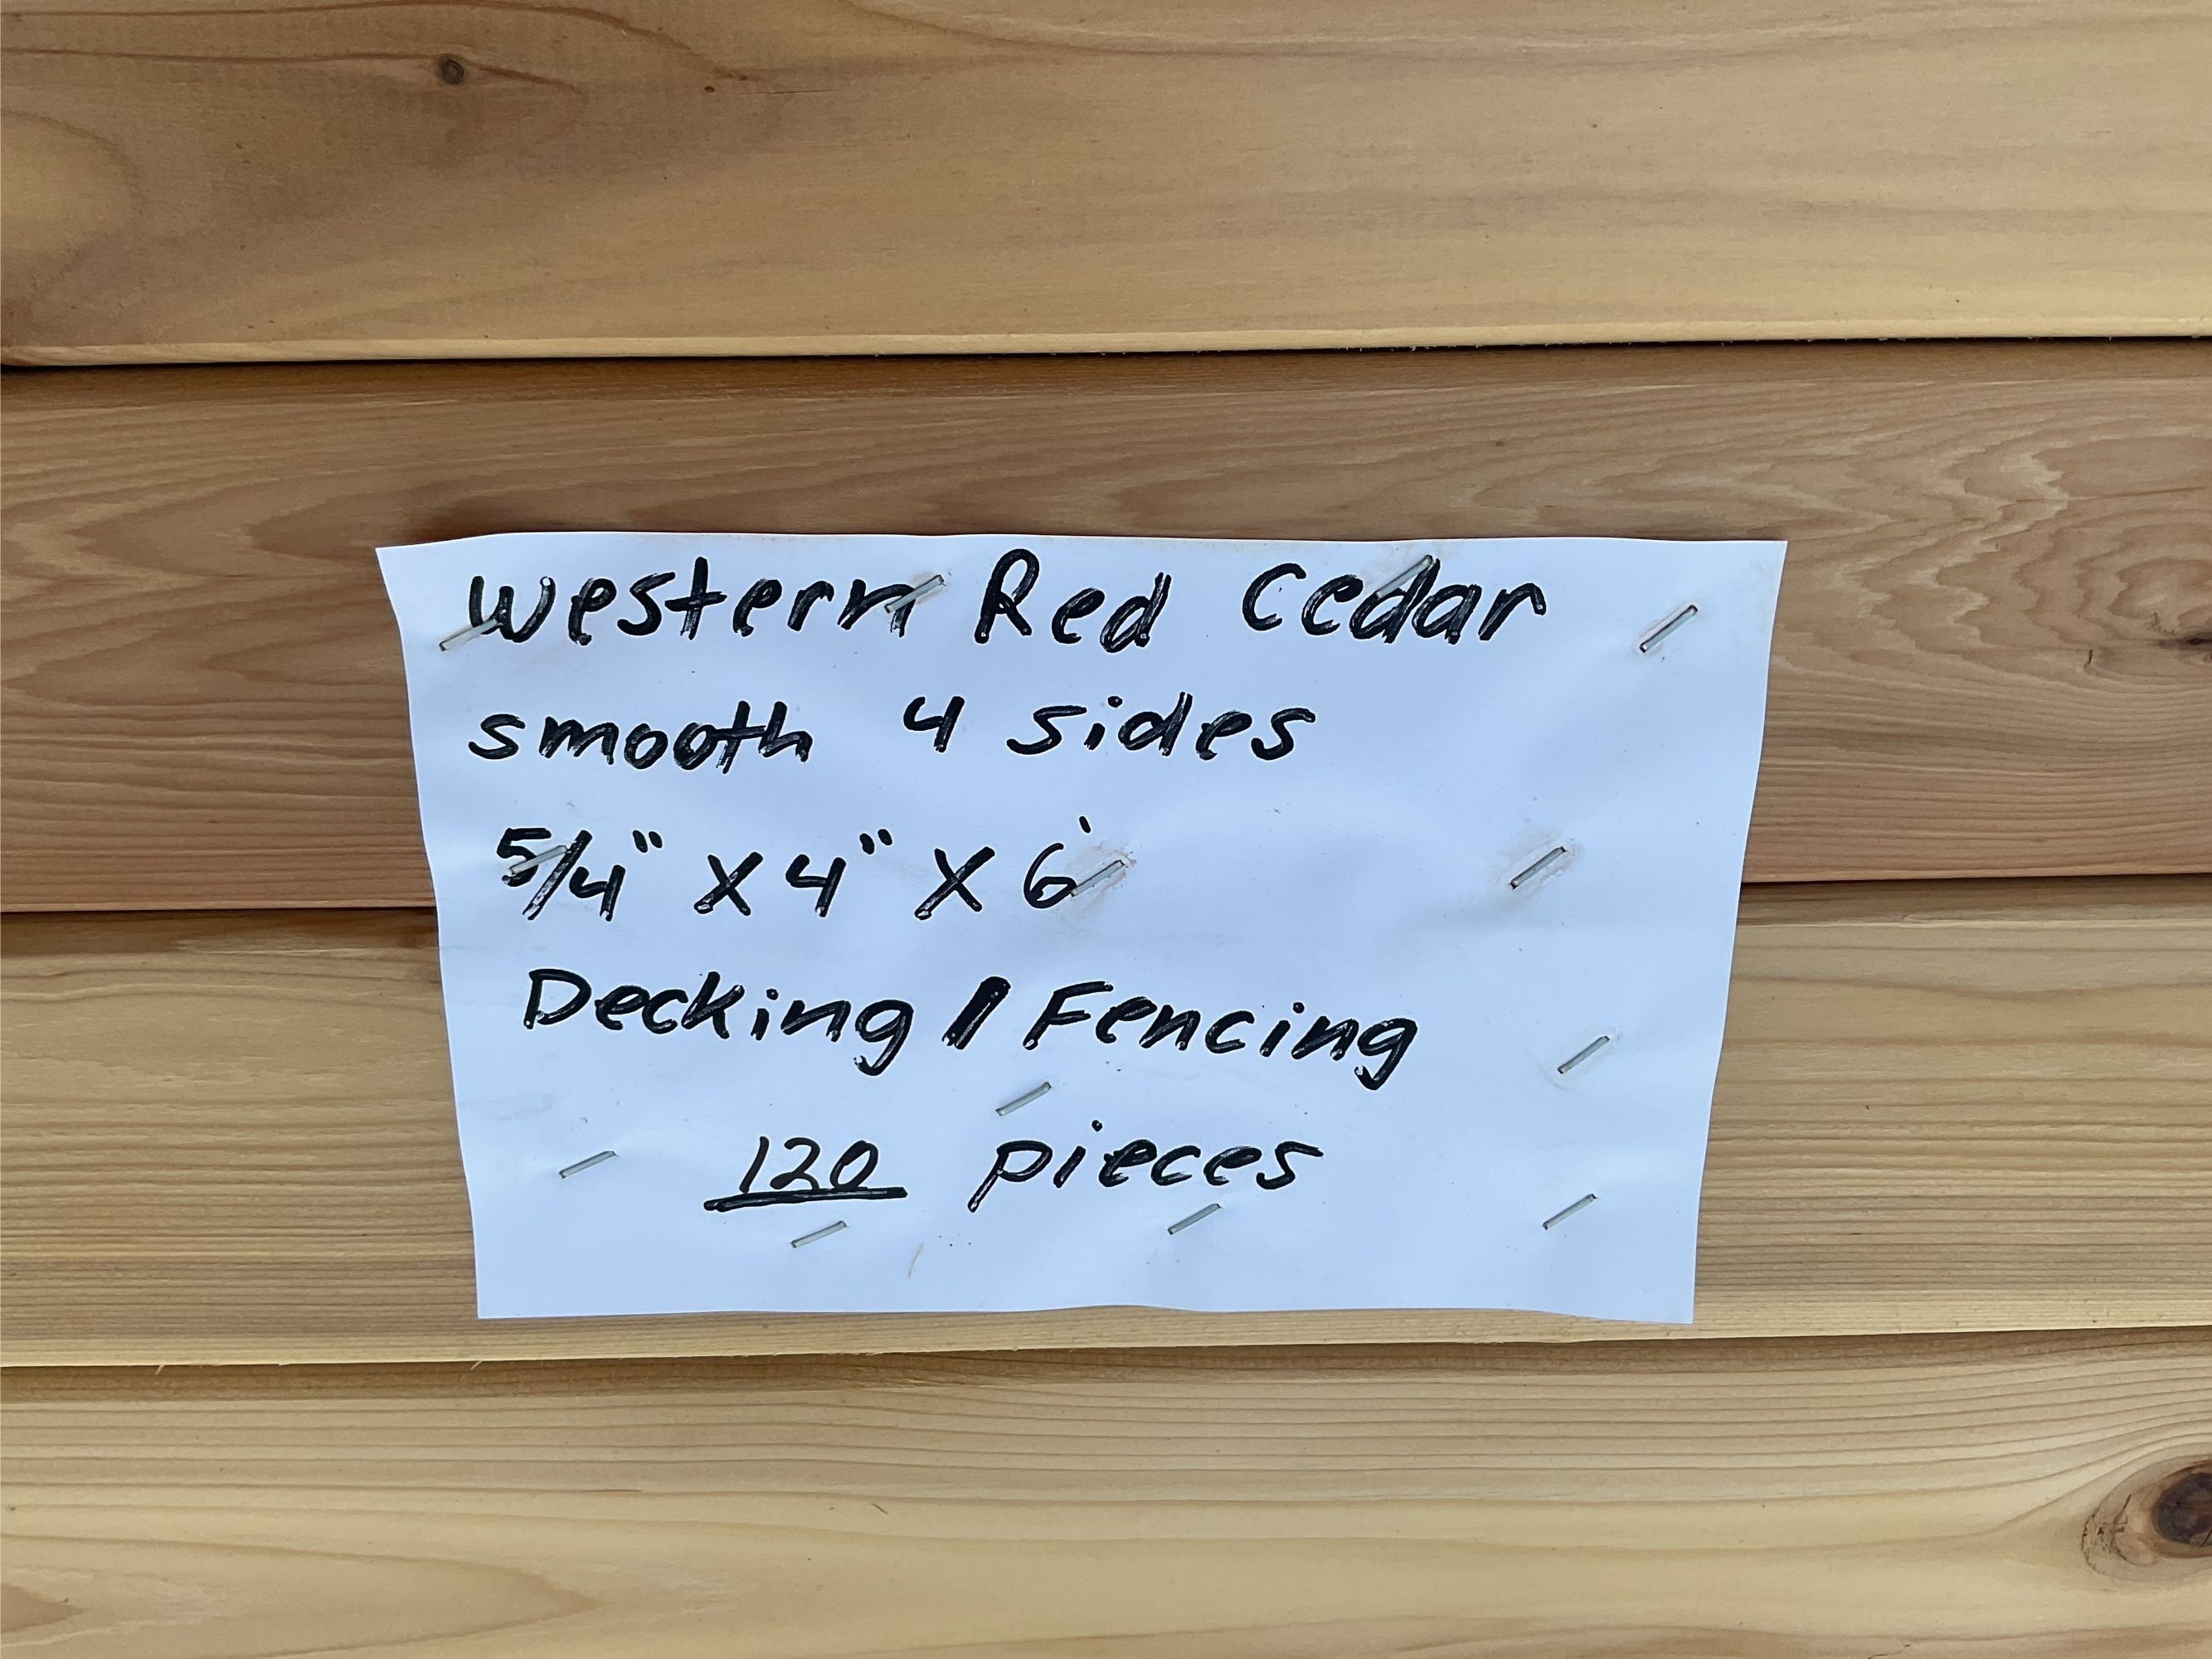 Western Red Cedar
smooth 4 sides
5/4" X 4" X 6'
Decking / Fencing
120 pieces